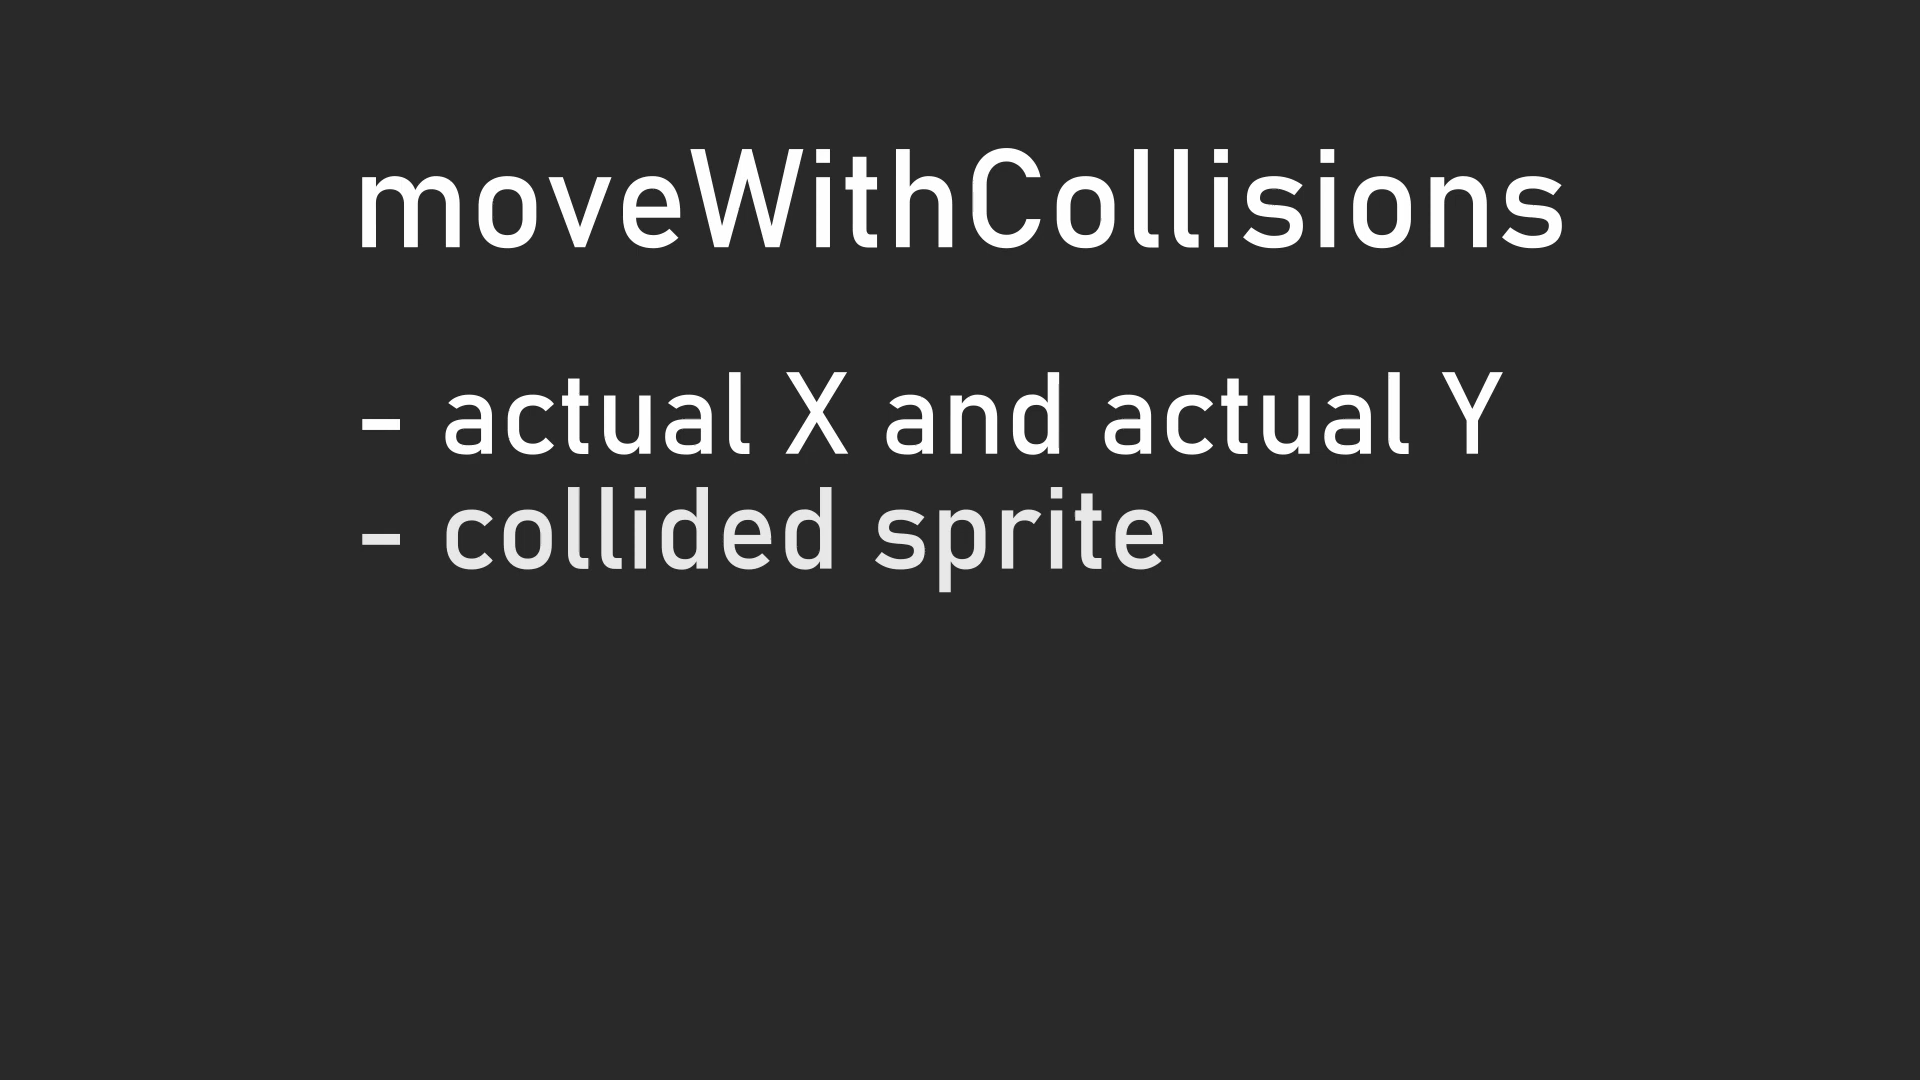 moveWithCollisions
- actual X and actual Y
- collided sprite